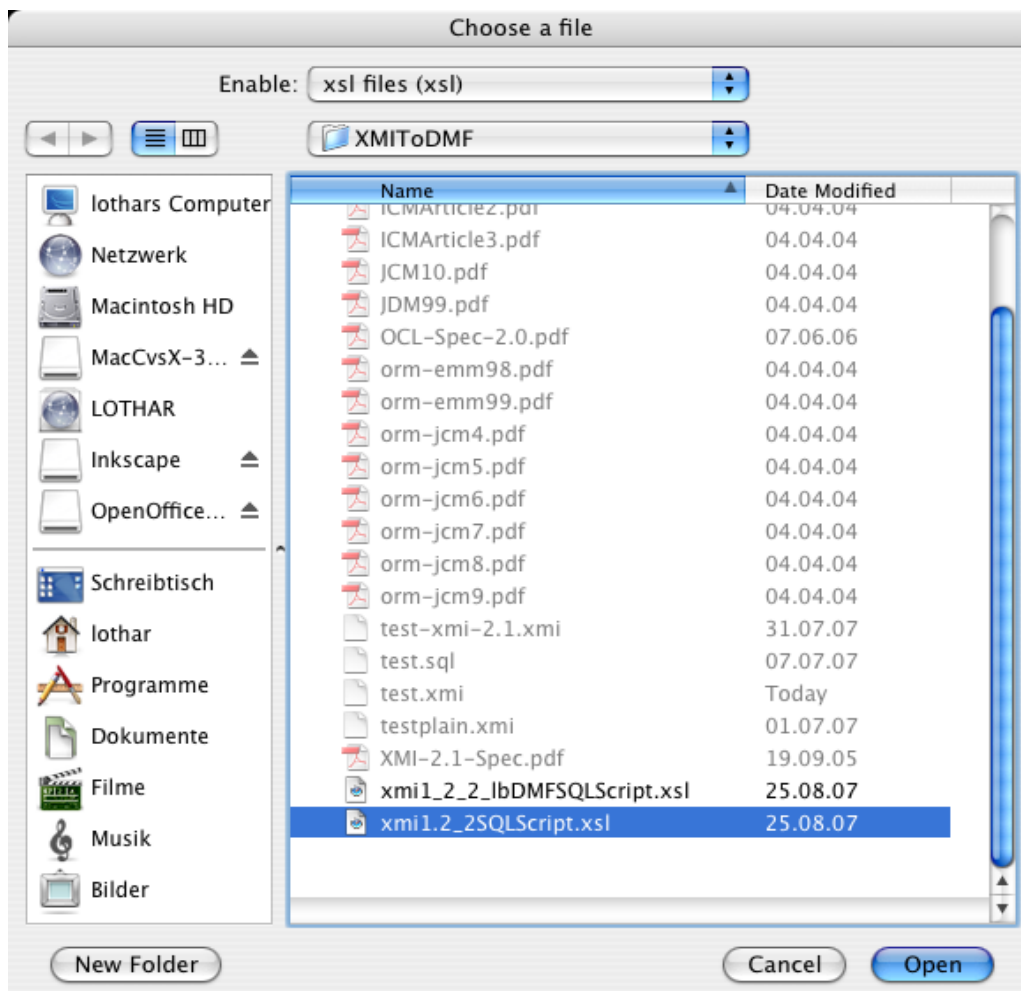 Choose a file
Enable: xsl files (xsl)
XMIToDMF
lothars Computer
Netzwerk
Macintosh HD
MacCvsX-3...
LOTHAR
Inkscape
OpenOffice...
Schreibtisch
lothar
Programme
Dokumente
Filme
Musik
Bilder
Name Date Modified
ICMArticle2.pdf 04.04.04
ICMArticle3.pdf 04.04.04
JCM10.pdf 04.04.04
JDM99.pdf 04.04.04
OCL-Spec-2.0.pdf 07.06.06
orm-emm98.pdf 04.04.04
orm-emm99.pdf 04.04.04
orm-jcm4.pdf 04.04.04
orm-jcm5.pdf 04.04.04
orm-jcm6.pdf 04.04.04
orm-jcm7.pdf 04.04.04
orm-jcm8.pdf 04.04.04
orm-jcm9.pdf 04.04.04
test-xmi-2.1.xmi 31.07.07
test.sql 07.07.07
test.xmi Today
testplain.xmi 01.07.07
XMI-2.1-Spec.pdf 19.09.05
xmi1_2_2_lbDMFSQLScript.xsl 25.08.07
xmi1.2_2SQLScript.xsl 25.08.07
New Folder Cancel Open